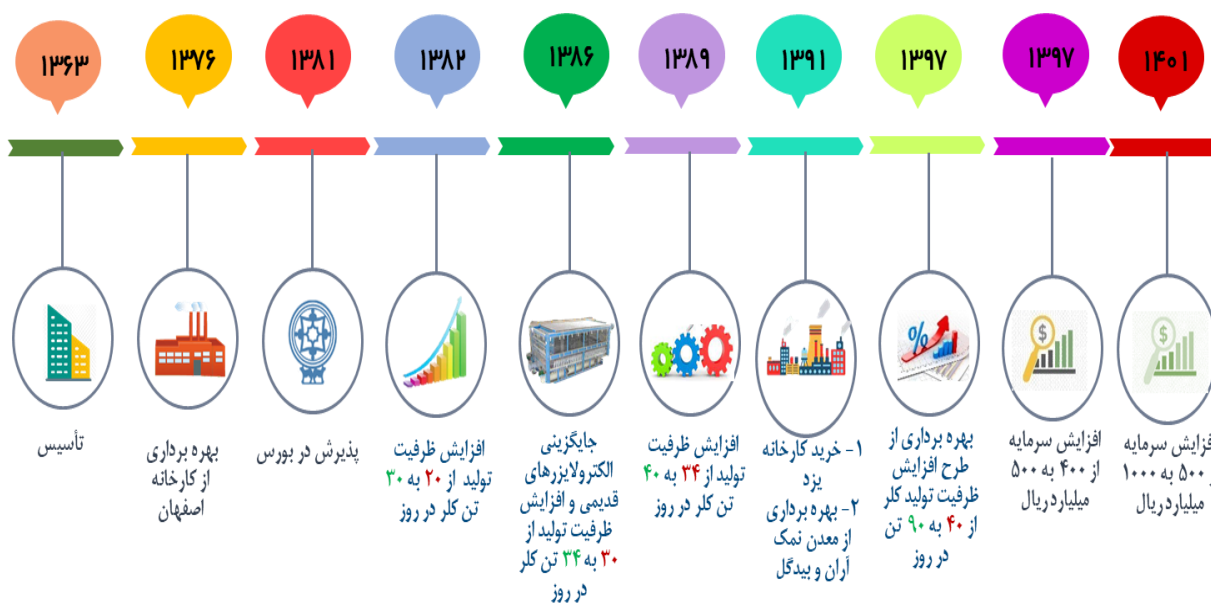 ۱۳۶۳
۱۳۷۶
۱۳۸۱
۱۳۸۲
۱۳۸۶
۱۳۸۹
۱۳۹۱
۱۳۹۷
۱۳۹۷
۱۴۰۱
تأسیس
بهره برداری
از کارخانه
اصفهان
پذیرش در بورس
افزایش ظرفیت
تولید از ۲۰ به ۳۰
تن کلر در روز
جایگزینی
الکترولایزرهای
قدیمی و افزایش
ظرفیت تولید از
۳۰ به ۳۴ تن کلر
در روز
افزایش ظرفیت
تولید از ۳۴ به ۴۰
تن کلر در روز
۱- خرید کارخانه
یزد
۲- بهره برداری
از معدن نمک
آران و بیدگل
بهره برداری از
طرح افزایش
ظرفیت تولید کلر
از ۴۰ به ۹۰ تن
در روز
افزایش سرمایه
از ۴۰۰ به ۵۰۰
میلیارد ریال
فزایش سرمایه
۵۰۰ به ۱۰۰۰
میلیارد ریال